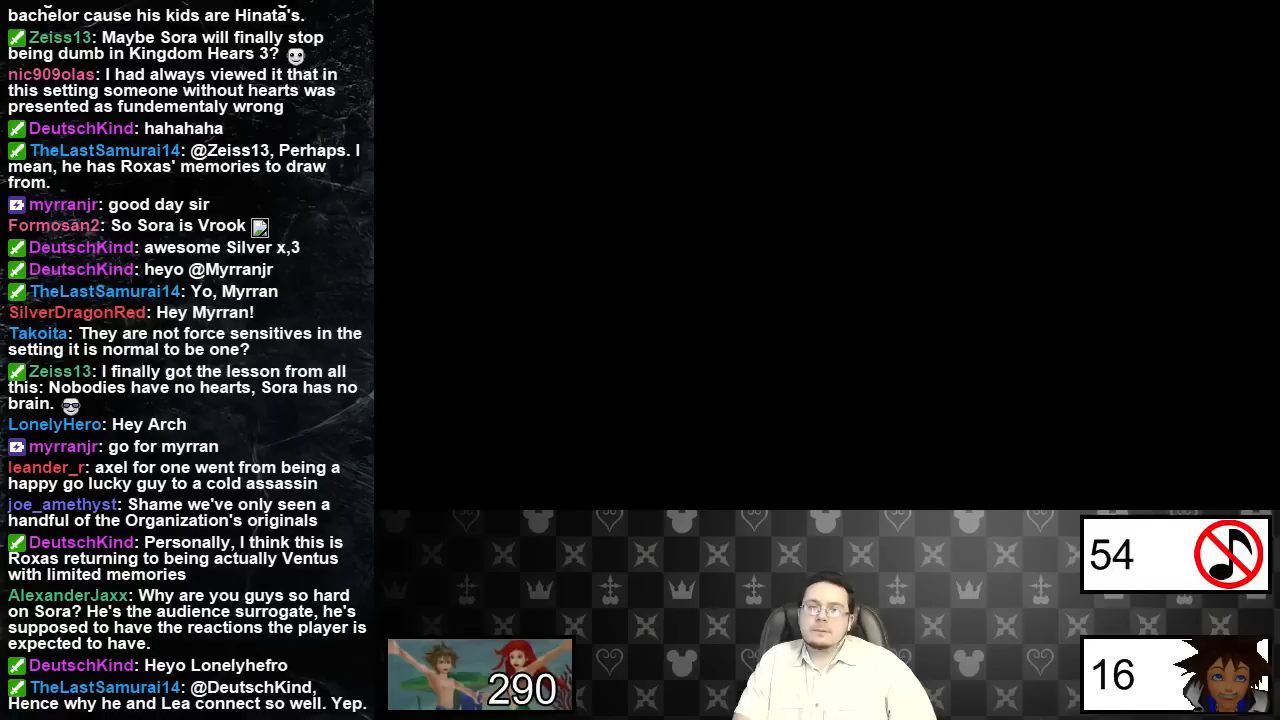 bachelor cause his kids are Hinata's.
Zeiss13: Maybe Sora will finally stop
being dumb in Kingdom Hears 3?
nic909olas: I had always viewed it that in
this setting someone without hearts was
presented as fundementaly wrong
DeutschKind: hahahaha
TheLastSamurai14: @Zeiss13, Perhaps. I
mean, he has Roxas' memories to draw
from.
myrranjr: good day sir
Formosan2: So Sora is Vrook
DeutschKind: awesome Silver x,3
DeutschKind: heyo @Myrranjr
TheLastSamurai14: Yo, Myrran
SilverDragonRed: Hey Myrran!
Takoita: They are not force sensitives in the
setting it is normal to be one?
Zeiss13: I finally got the lesson from all
this: Nobodies have no hearts, Sora has no
brain.
LonelyHero: Hey Arch
myrranjr: go for myrran
leander_r: axel for one went from being a
happy go lucky guy to a cold assassin
joe_amethyst: Shame we've only seen a
handful of the Organization's originals
DeutschKind: Personally, I think this is
Roxas returning to being actually Ventus
with limited memories
AlexanderJaxx: Why are you guys so hard
on Sora? He's the audience surrogate, he's
supposed to have the reactions the player is
expected to have.
DeutschKind: Heyo Lonelyhefro
TheLastSamurai14: @DeutschKind,
Hence why he and Lea connect so well. Yep.
54
290
16